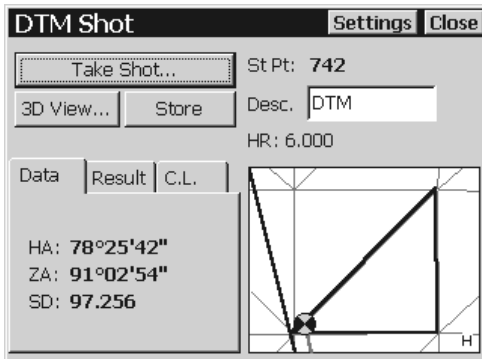 DTM Shot Settings Close
Take Shot... St Pt: 742
3D View... Store Desc. DTM
HR: 6.000
Data Result C.L.
HA: 78°25'42"
ZA: 91°02'54"
SD: 97.256
H